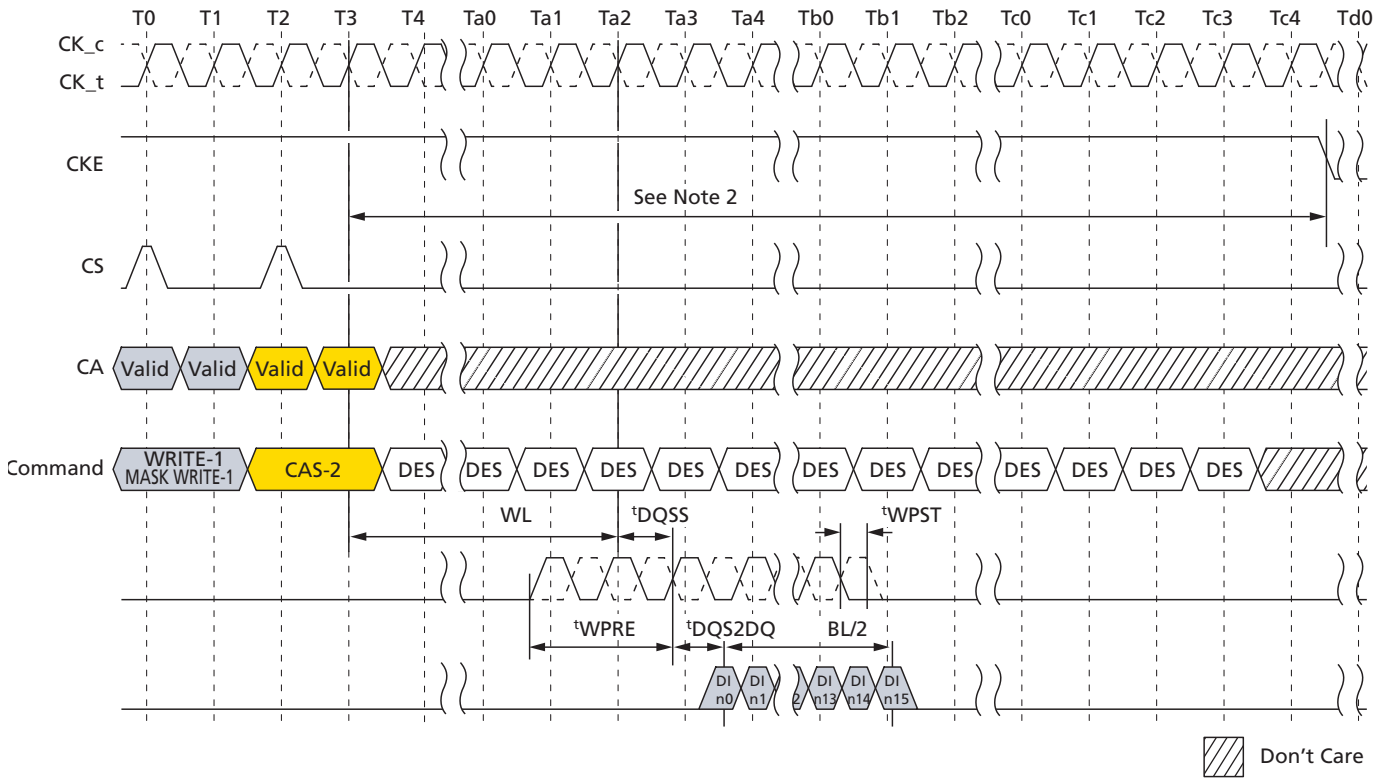 T0 T1 T2 T3 T4 Ta0 Ta1 Ta2 Ta3 Ta4 Tb0 Tb1 Tb2 Tc0 Tc1 Tc2 Tc3 Tc4 Td0
CK_c
CK_t
CKE
See Note 2
CS
CA Valid Valid Valid Valid
Command WRITE-1 MASK WRITE-1 CAS-2 DES DES DES DES DES DES DES DES DES DES DES DES DES
WL tDQSS tWPST
tWPRE tDQS2DQ BL/2
DI DI DI DI DI
n0 n1 2 n13 n14 n15
Don't Care